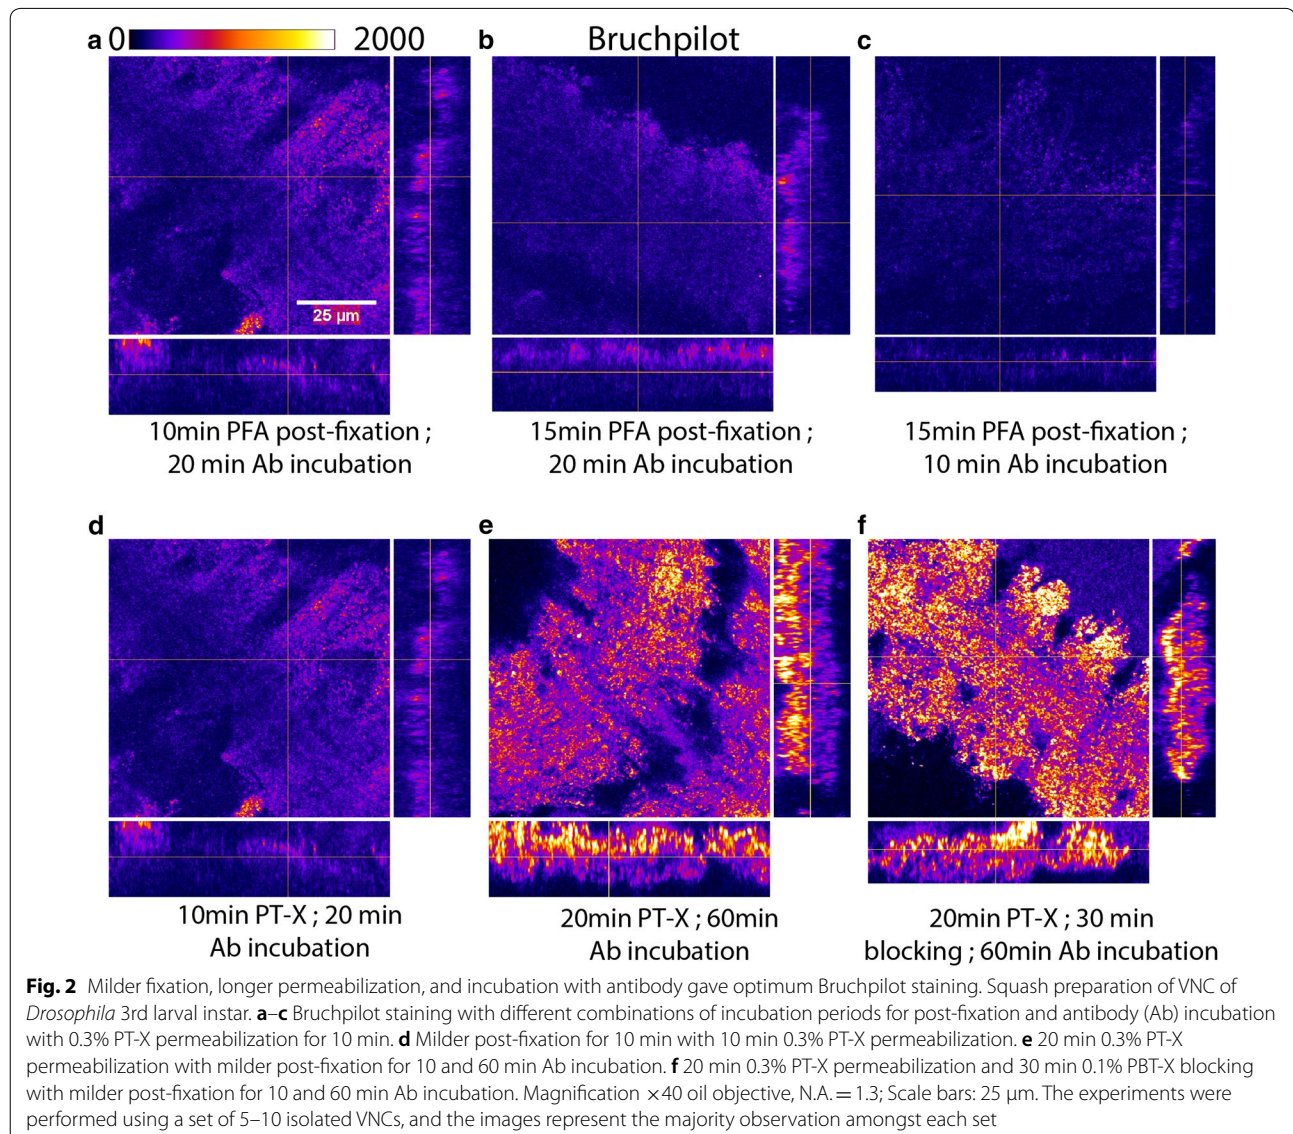 a 0 2000 b Bruchpilot c
25 µm
10min PFA post-fixation ;
20 min Ab incubation
15min PFA post-fixation ;
20 min Ab incubation
15min PFA post-fixation ;
10 min Ab incubation
d e f
10min PT-X ; 20 min
Ab incubation
20min PT-X ; 60min
Ab incubation
20min PT-X ; 30 min
blocking ; 60min Ab incubation
Fig. 2 Milder fixation, longer permeabilization, and incubation with antibody gave optimum Bruchpilot staining. Squash preparation of VNC of
Drosophila 3rd larval instar. a–c Bruchpilot staining with different combinations of incubation periods for post-fixation and antibody (Ab) incubation
with 0.3% PT-X permeabilization for 10 min. d Milder post-fixation for 10 min with 10 min 0.3% PT-X permeabilization. e 20 min 0.3% PT-X
permeabilization with milder post-fixation for 10 and 60 min Ab incubation. f 20 min 0.3% PT-X permeabilization and 30 min 0.1% PBT-X blocking
with milder post-fixation for 10 and 60 min Ab incubation. Magnification ×40 oil objective, N.A. = 1.3; Scale bars: 25 µm. The experiments were
performed using a set of 5–10 isolated VNCs, and the images represent the majority observation amongst each set